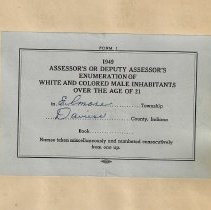 FORM 1
1949
ASSESSOR'S OR DEPUTY ASSESSOR'S
ENUMERATION OF
WHITE AND COLORED MALE INHABITANTS
OVER THE AGE OF 21
in Elmore Township
Daviess County, Indiana
Book
Names taken miscellaneously and numbered consecutively
from one up.